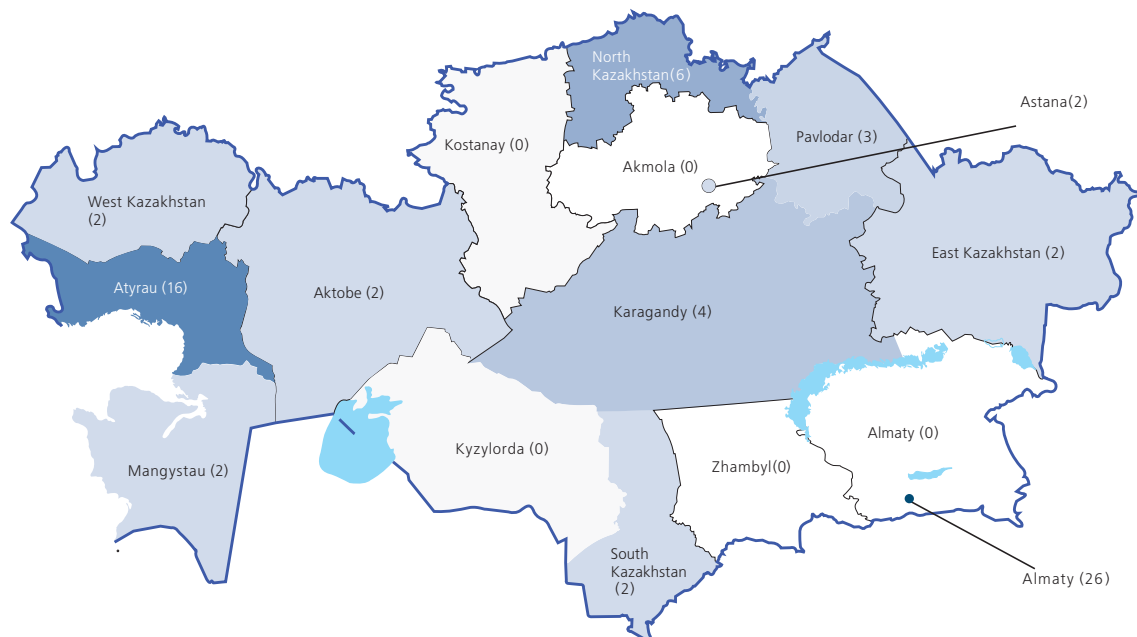 North
Kazakhstan(6)
Astana(2)
Kostanay (0)
Pavlodar (3)
Akmola (0)
West Kazakhstan
(2)
East Kazakhstan (2)
Atyrau (16)
Aktobe (2)
Karagandy (4)
Almaty (0)
Kyzylorda (0)
Zhambyl(0)
Mangystau (2)
South
Kazakhstan
(2)
Almaty (26)